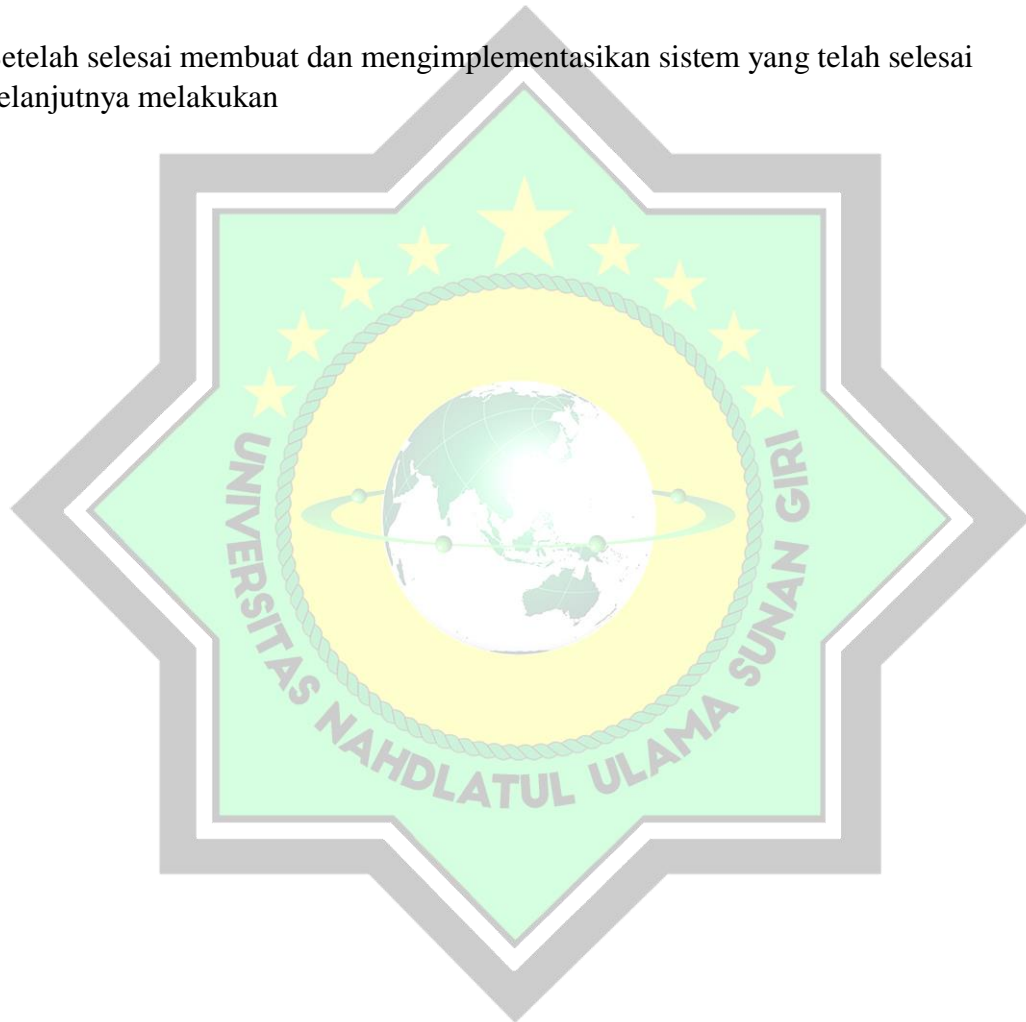 etelah selesai membuat dan mengimplementasikan sistem yang telah selesai
elanjutnya melakukan
UNIVERSITAS NAHDLATUL ULAMA SUNAN GIRI